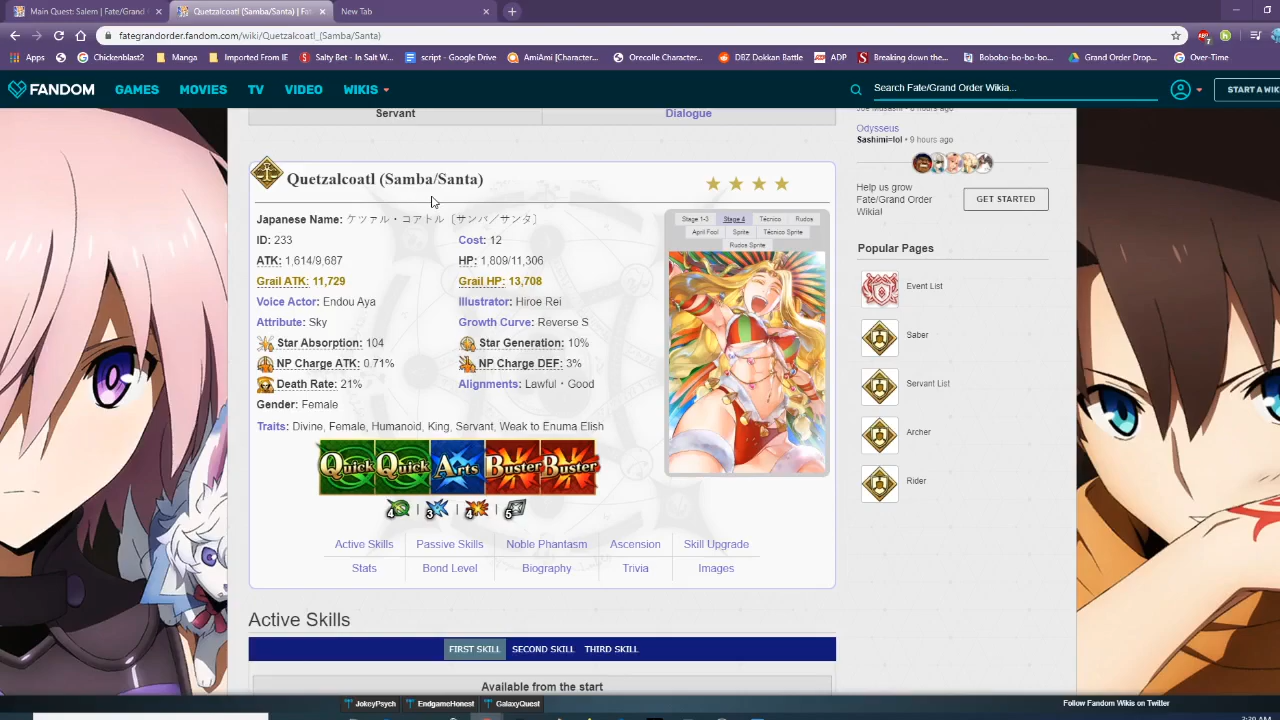 Main Quest: Salem | Fate/Grand × Quetzalcoatl (Samba/Santa) | Fat × New Tab ×
fategrandorder.fandom.com/wiki/Quetzalcoatl_(Samba/Santa)
Apps Chickenblast2 Manga Imported From IE Salty Bet - In Salt W... script - Google Drive AmiAmi [Character... Orecolle Character... DBZ Dokkan Battle ADP Breaking down the... Bobobo-bo-bo-bo... Grand Order Drop... Over-Time
FANDOM GAMES MOVIES TV VIDEO WIKIS Search Fate/Grand Order Wikia... START A WIK
Servant Dialogue
Odysseus
Sashimi=lol • 9 hours ago
Help us grow
Fate/Grand Order
Wikia!
GET STARTED
Popular Pages
Event List
Saber
Servant List
Archer
Rider
Quetzalcoatl (Samba/Santa)
Japanese Name: ケツァル・コアトル〔サンバ／サンタ〕
ID: 233 Cost: 12
ATK: 1,614/9,687 HP: 1,809/11,306
Grail ATK: 11,729 Grail HP: 13,708
Voice Actor: Endou Aya Illustrator: Hiroe Rei
Attribute: Sky Growth Curve: Reverse S
Star Absorption: 104 Star Generation: 10%
NP Charge ATK: 0.71% NP Charge DEF: 3%
Death Rate: 21% Alignments: Lawful・Good
Gender: Female
Traits: Divine, Female, Humanoid, King, Servant, Weak to Enuma Elish
Stage 1-3 Stage 4 Técnico Rudos
April Fool Sprite Técnico Sprite
Rudos Sprite
Quick Quick Arts Buster Buster
4 | 3 | 4 | 5
Active Skills Passive Skills Noble Phantasm Ascension Skill Upgrade
Stats Bond Level Biography Trivia Images
Active Skills
FIRST SKILL SECOND SKILL THIRD SKILL
Available from the start
JokeyPsych EndgameHonest GalaxyQuest Follow Fandom Wikis on Twitter